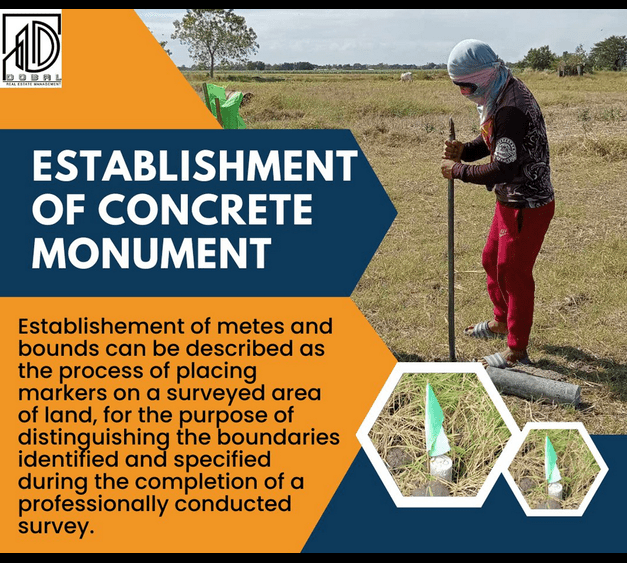 DOBAL
REAL ESTATE MANAGEMENT
ESTABLISHMENT
OF CONCRETE
MONUMENT
Establishement of metes and
bounds can be described as
the process of placing
markers on a surveyed area
of land, for the purpose of
distinguishing the boundaries
identified and specified
during the completion of a
professionally conducted
survey.